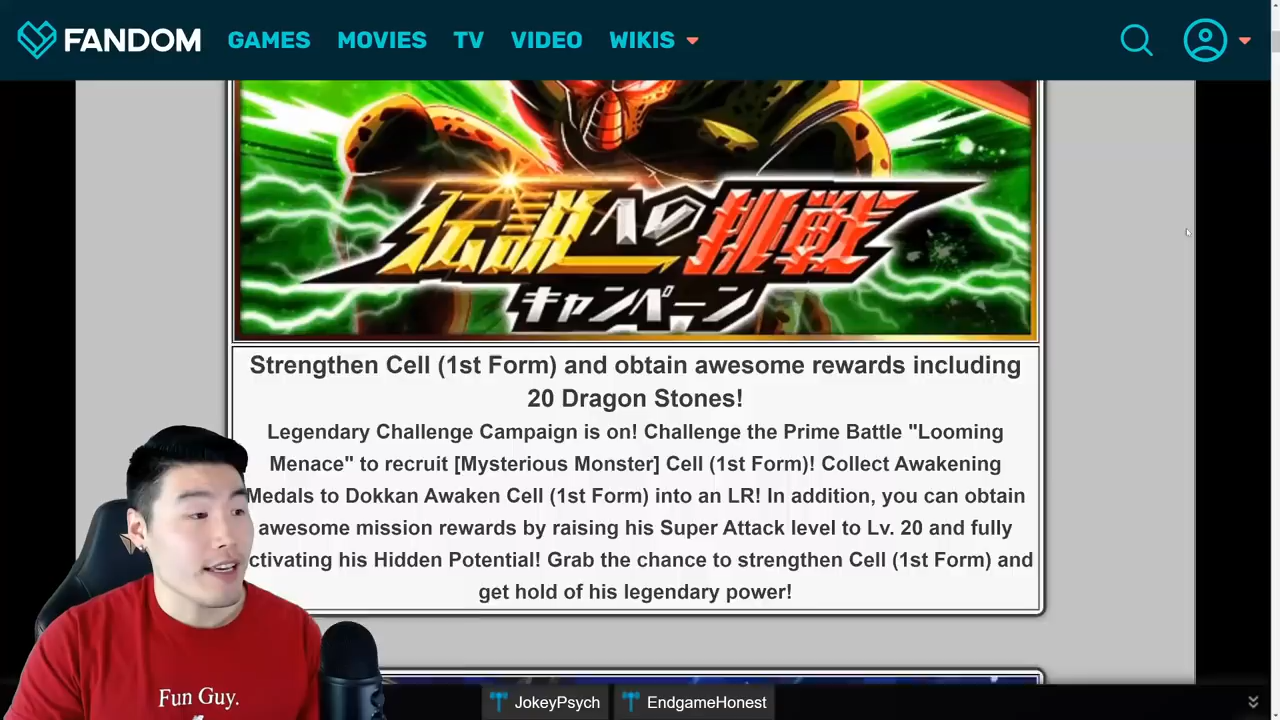 FANDOM GAMES MOVIES TV VIDEO WIKIS
伝説への挑戦
キャンペーン
Strengthen Cell (1st Form) and obtain awesome rewards including
20 Dragon Stones!
Legendary Challenge Campaign is on! Challenge the Prime Battle "Looming
Menace" to recruit [Mysterious Monster] Cell (1st Form)! Collect Awakening
Medals to Dokkan Awaken Cell (1st Form) into an LR! In addition, you can obtain
awesome mission rewards by raising his Super Attack level to Lv. 20 and fully
ctivating his Hidden Potential! Grab the chance to strengthen Cell (1st Form) and
get hold of his legendary power!
Fun Guy.
JokeyPsych EndgameHonest